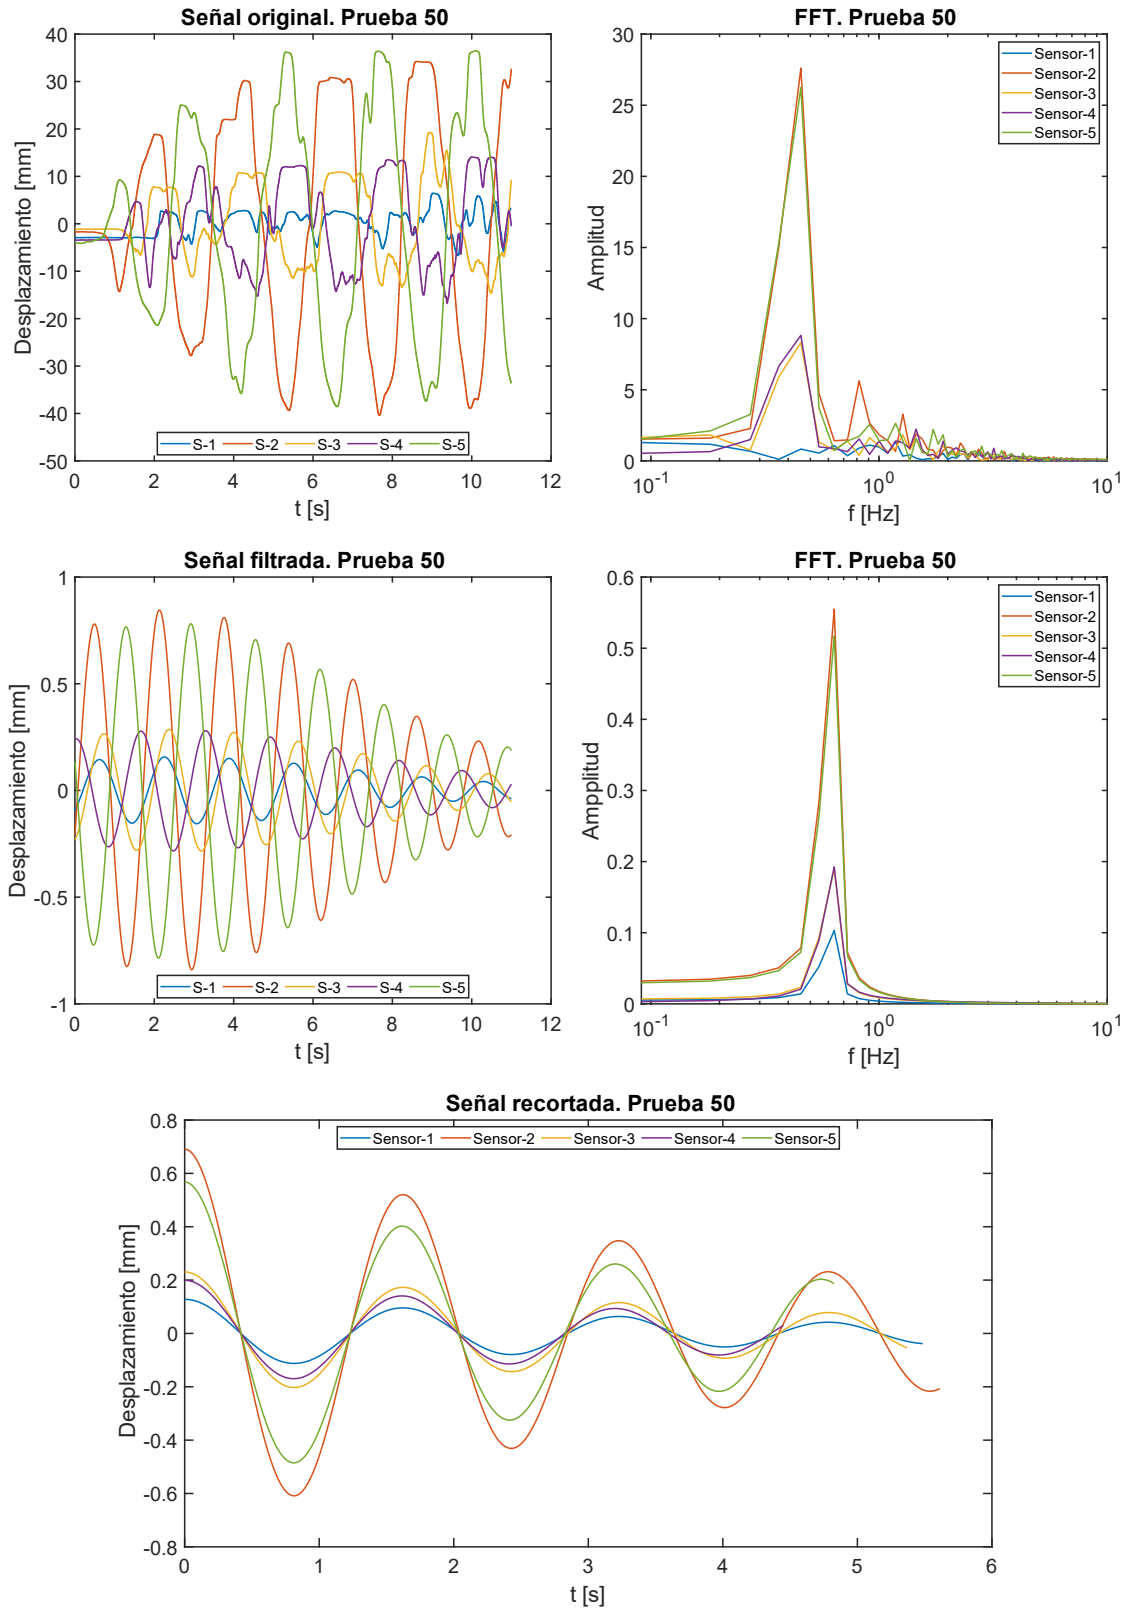 Señal original. Prueba 50
Desplazamiento [mm]
40
30
20
10
0
-10
-20
-30
-40
-50
S-1 S-2 S-3 S-4 S-5
0 2 4 6 8 10 12
t [s]
FFT. Prueba 50
Amplitud
30
25
20
15
10
5
0
Sensor-1
Sensor-2
Sensor-3
Sensor-4
Sensor-5
10^-1 10^0 10^1
f [Hz]
Señal filtrada. Prueba 50
Desplazamiento [mm]
1
0.5
0
-0.5
-1
S-1 S-2 S-3 S-4 S-5
0 2 4 6 8 10 12
t [s]
FFT. Prueba 50
Ampplitud
0.6
0.5
0.4
0.3
0.2
0.1
0
Sensor-1
Sensor-2
Sensor-3
Sensor-4
Sensor-5
10^-1 10^0 10^1
f [Hz]
Señal recortada. Prueba 50
Sensor-1 Sensor-2 Sensor-3 Sensor-4 Sensor-5
Desplazamiento [mm]
0.8
0.6
0.4
0.2
0
-0.2
-0.4
-0.6
-0.8
0 1 2 3 4 5 6
t [s]